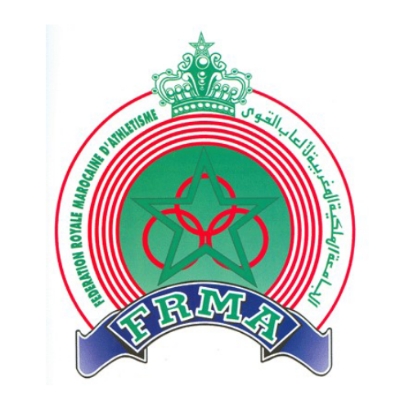 FEDERATION ROYALE MAROCAINE D'ATHLETISME
الجامعة الملكية المغربية لألعاب القوى
FRMA